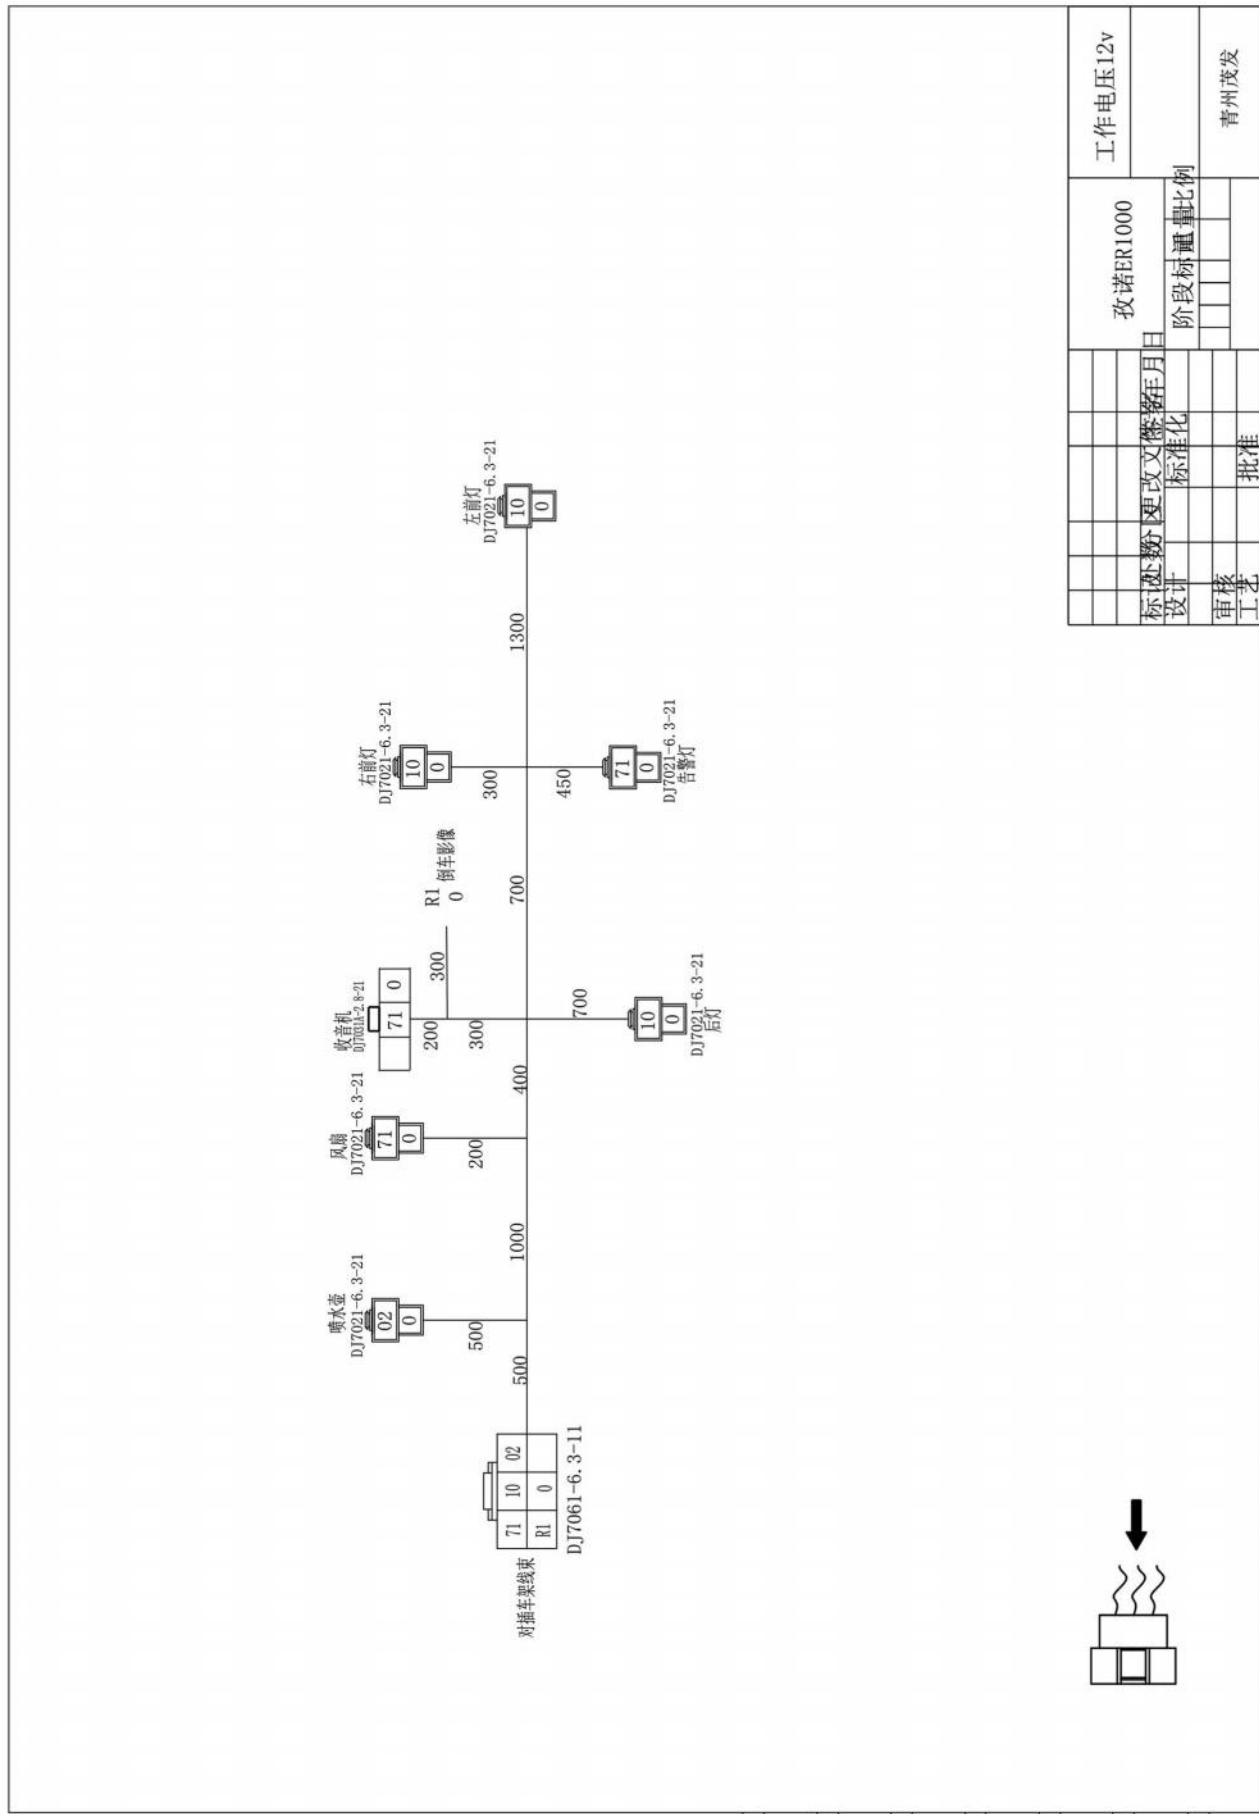 喷水壶
DJ7021-6.3-21
02
0
500
风扇
DJ7021-6.3-21
71
0
200
收音机
DJ7031A-2.8-21
71 0
200
300
300
R1 倒车影像
0
右前灯
DJ7021-6.3-21
10
0
300
左前灯
DJ7021-6.3-21
10
0
对插车架线束
71 10 02
R1 0
DJ7061-6.3-11
500
1000
400
700
1300
700
10
0
DJ7021-6.3-21
后灯
450
71
0
DJ7021-6.3-21
告警灯
孜诺ER1000
工作电压12v
标记 处数 分区 更改文件号 签名 年 月 日
设计 标准化
阶段标记 重量 比例
审核
工艺 批准
青州茂发